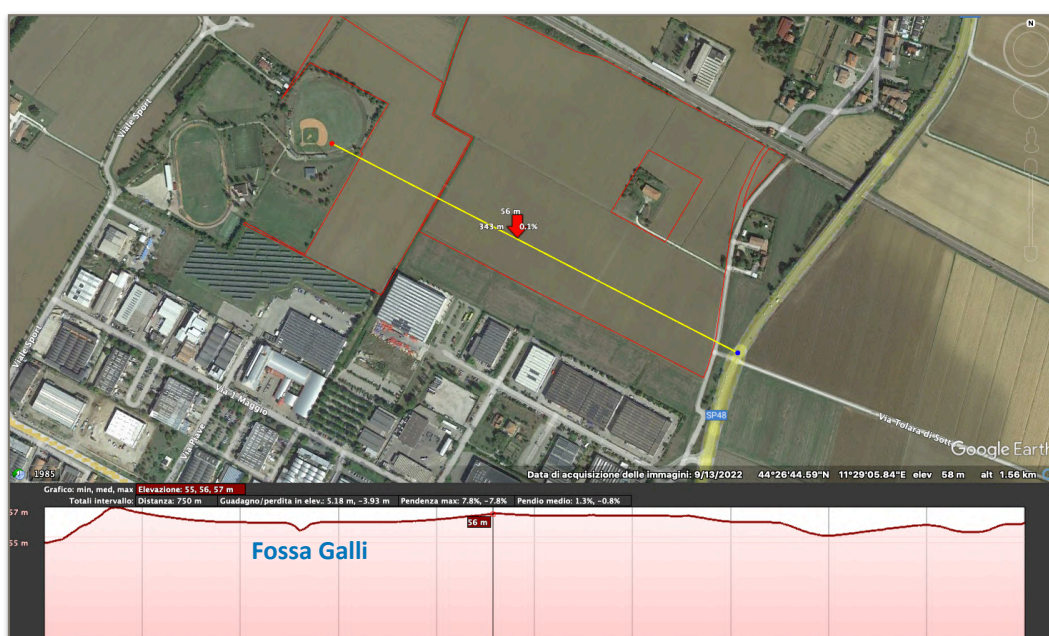 N
Viale Sport
56 m
343 m 0.1%
Viale Sport
Via 1 Maggio
Via Piave
SP48
Via Tolara di Sott
Google Earth
1985
Data di acquisizione delle immagini: 9/13/2022 44°26'44.59"N 11°29'05.84"E elev 58 m alt 1.56 km
Grafico: min, med, max Elevazione: 55, 56, 57 m
Totali intervallo: Distanza: 750 m Guadagno/perdita in elev.: 5.18 m, -3.93 m Pendenza max: 7.8%, -7.8% Pendio medio: 1.3%, -0.8%
57 m
56 m
55 m
Fossa Galli